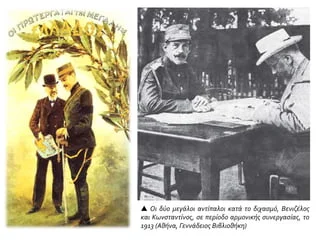 ΟΙ ΠΡΩΤΕΡΓΑΤΑΙ ΤΗΣ ΜΕΓΑΛΗΣ
▲ Οι δύο μεγάλοι αντίπαλοι κατά το διχασμό, Βενιζέλος
και Κωνσταντίνος, σε περίοδο αρμονικής συνεργασίας, το
1913 (Αθήνα, Γεννάδειος Βιβλιοθήκη)